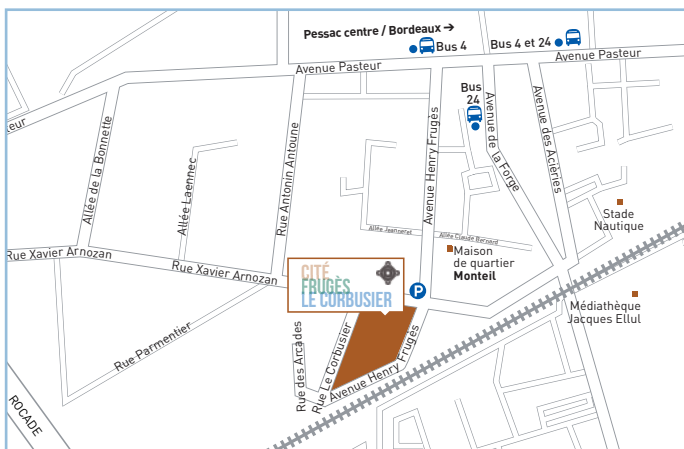 Pessac centre / Bordeaux →
Bus 4
Bus 4 et 24
Avenue Pasteur
Avenue Pasteur
teur
Bus
24
Allée de la Bonnette
Allée Laennec
Rue Antonin Antoune
Avenue Henry Frugès
Avenue de la Forge
Avenue des Acièries
Allée Jeanneret
Allée Claude Bernard
Stade
Nautique
Maison
de quartier
Monteil
Rue Xavier Arnozan
Rue Xavier Arnozan
CITÉ
FRUGÈS
LE CORBUSIER
P
Médiathèque
Jacques Ellul
Rue Parmentier
Rue des Arcades
Rue Le Corbusier
Avenue Henry Frugès
ROCADE